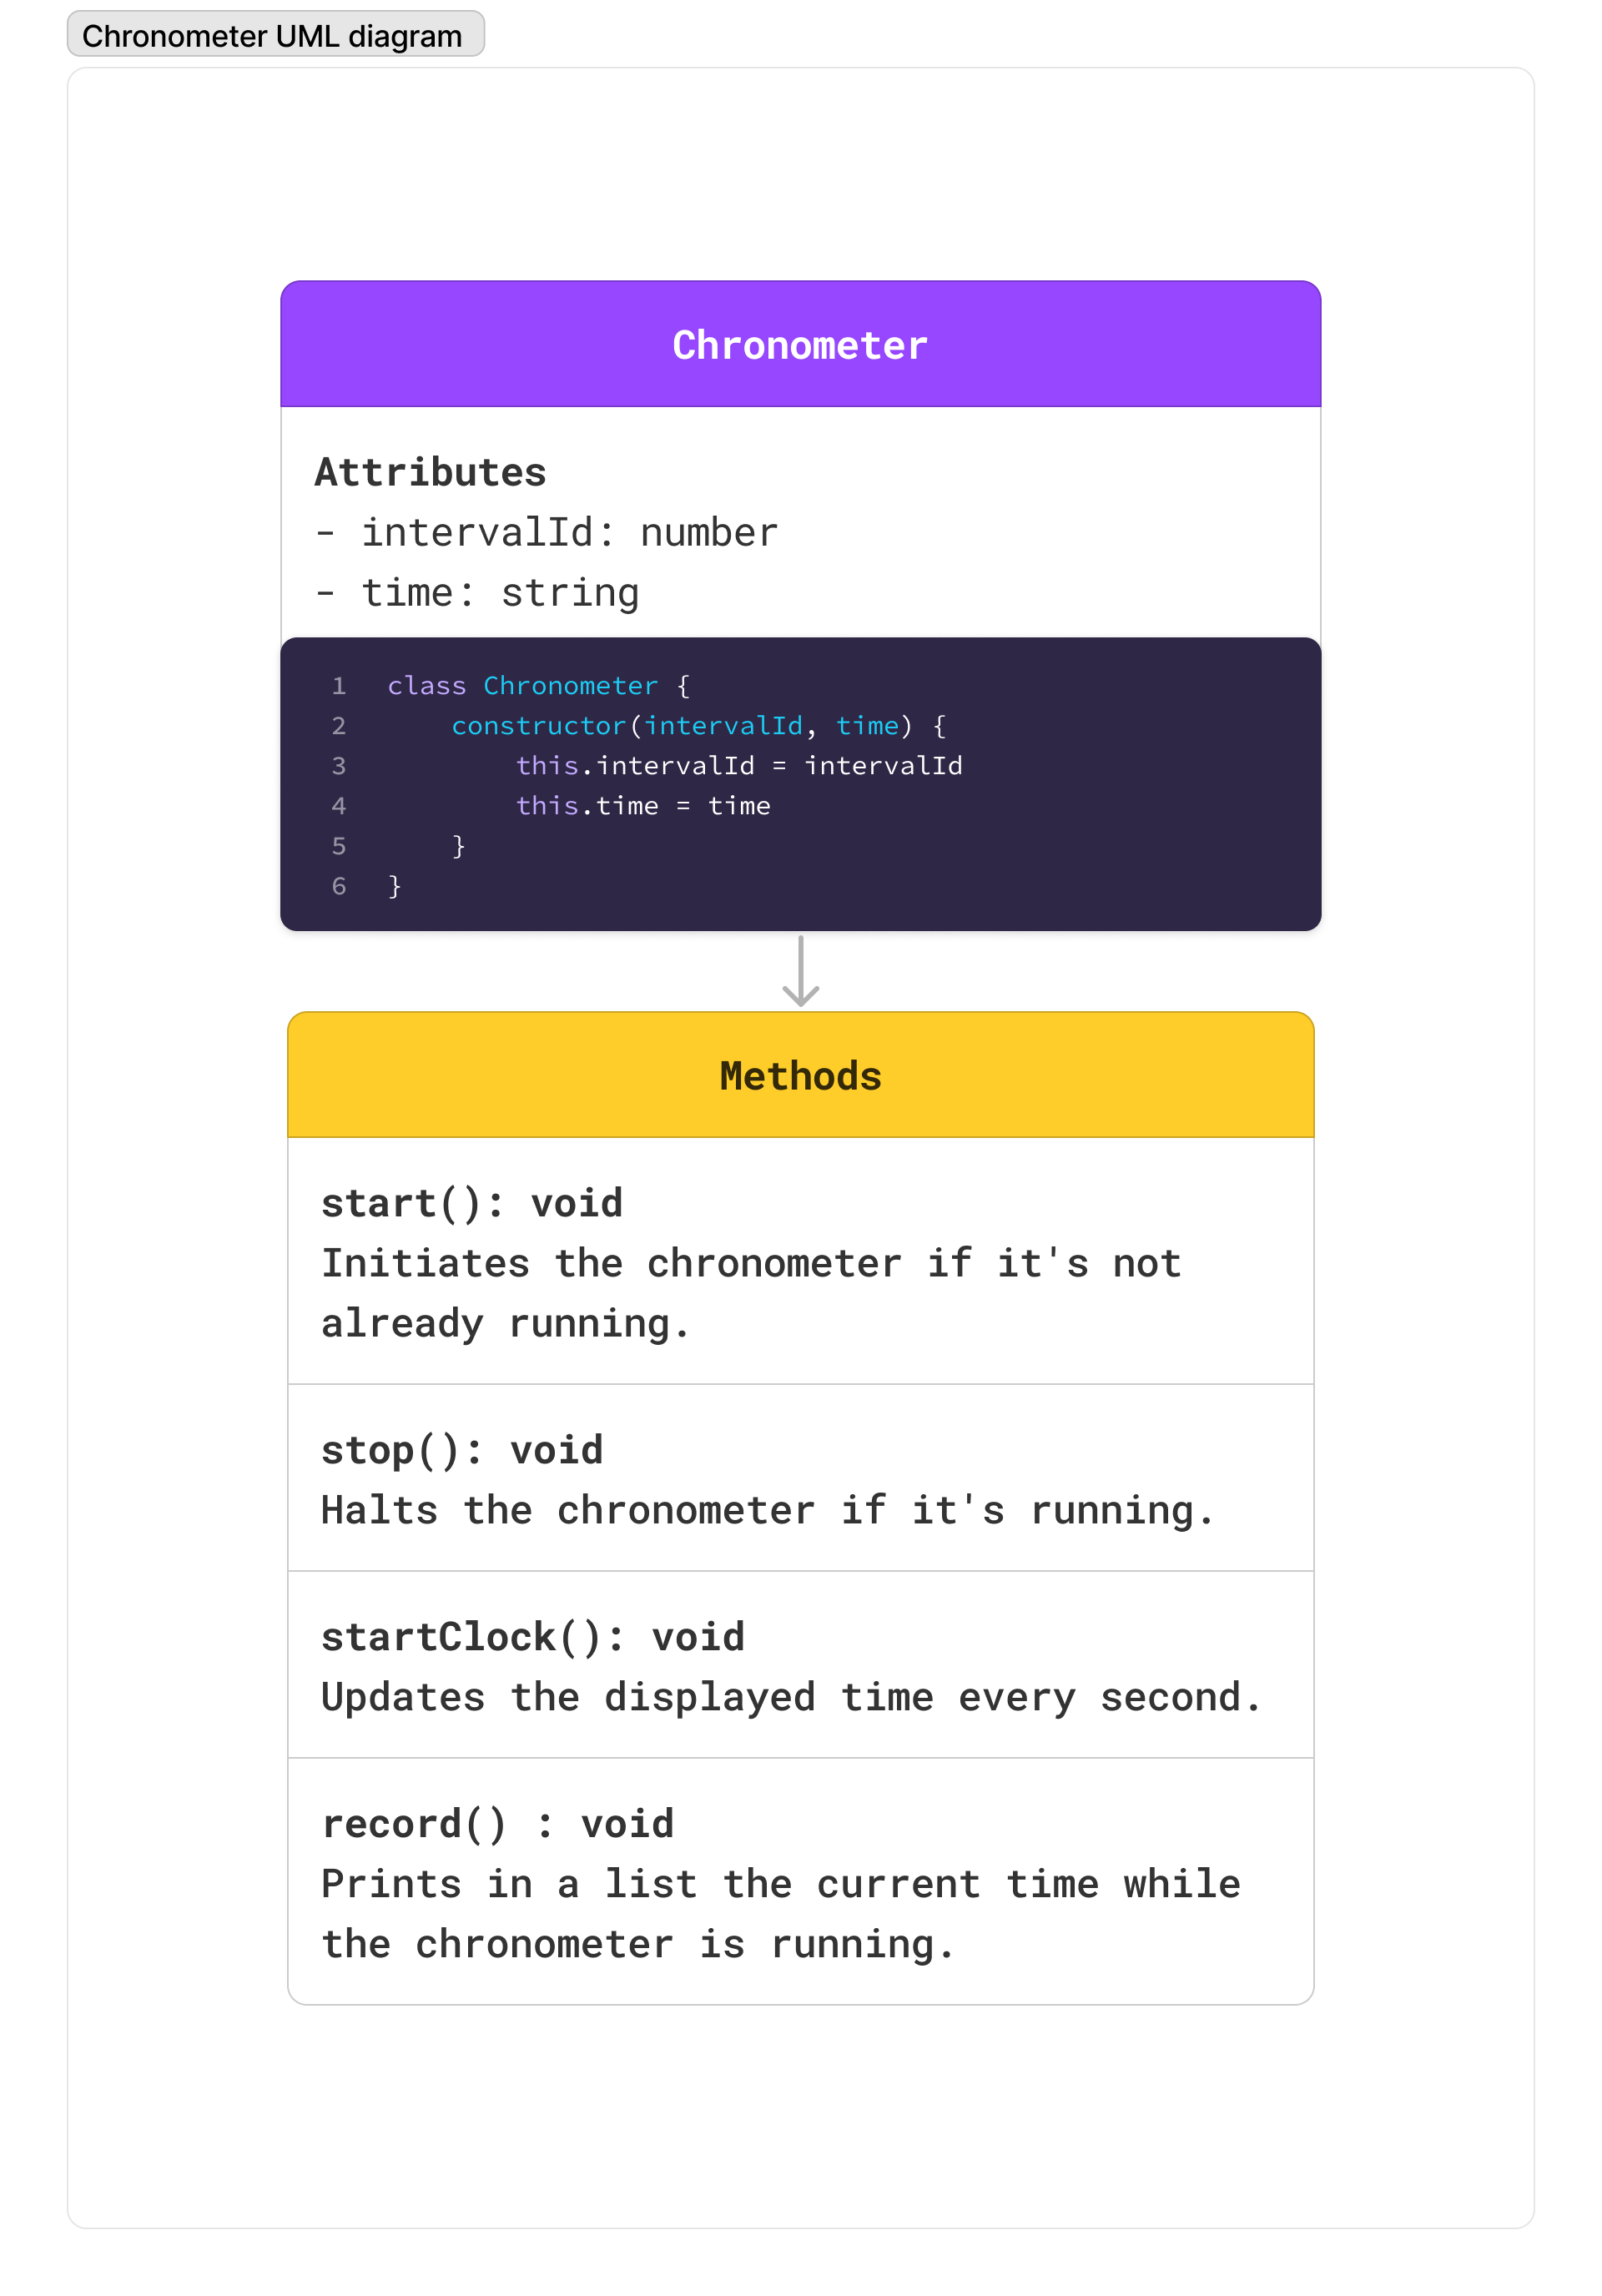 Chronometer UML diagram
Chronometer
Attributes
- intervalId: number
- time: string
1 class Chronometer {
2     constructor(intervalId, time) {
3         this.intervalId = intervalId
4         this.time = time
5     }
6 }
Methods
start(): void
Initiates the chronometer if it's not
already running.
stop(): void
Halts the chronometer if it's running.
startClock(): void
Updates the displayed time every second.
record() : void
Prints in a list the current time while
the chronometer is running.